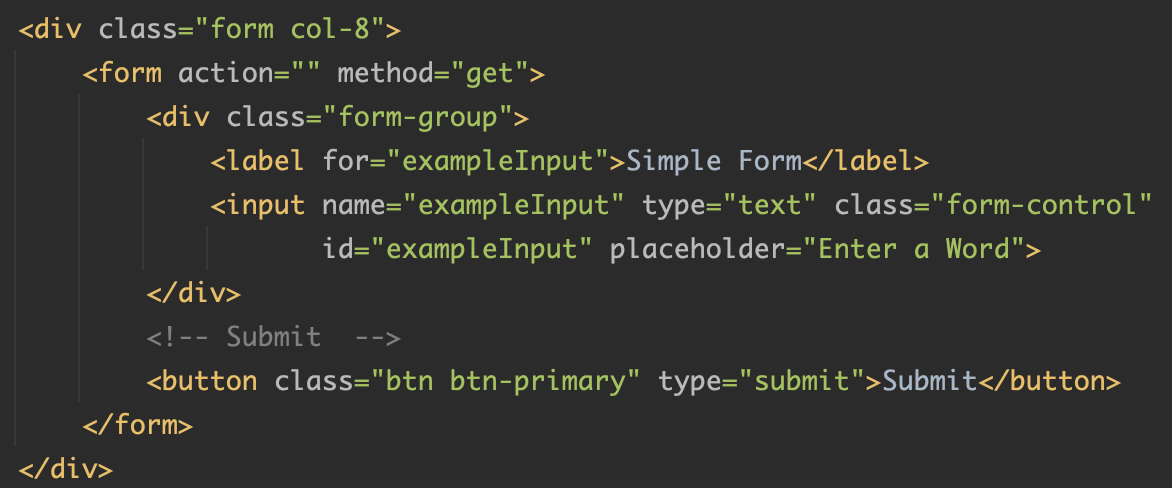 <div class="form col-8">
<form action="" method="get">
<div class="form-group">
<label for="exampleInput">Simple Form</label>
<input name="exampleInput" type="text" class="form-control"
id="exampleInput" placeholder="Enter a Word">
</div>
<!-- Submit  -->
<button class="btn btn-primary" type="submit">Submit</button>
</form>
</div>